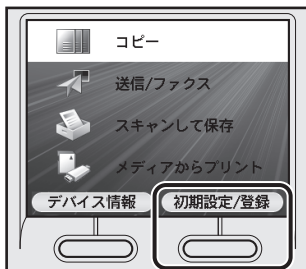 コピー
送信/ファクス
スキャンして保存
メディアからプリント
デバイス情報 初期設定/登録